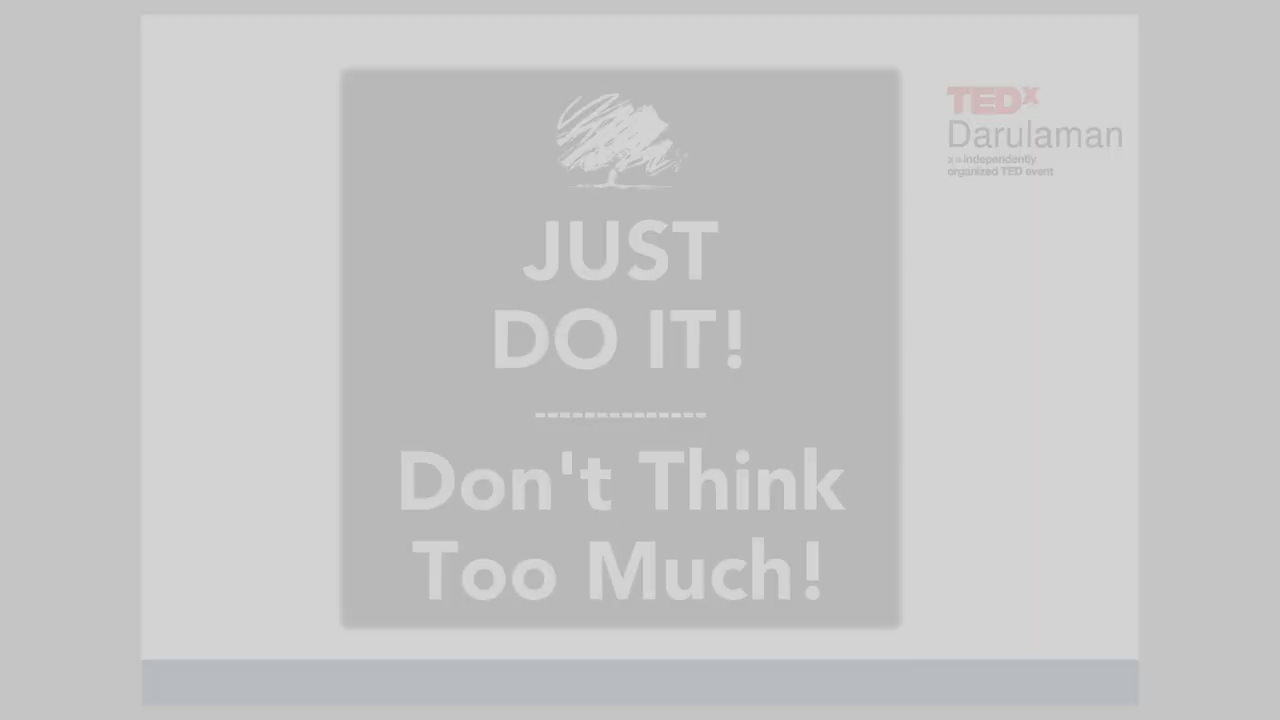 JUST
DO IT!
--------------
Don't Think
Too Much!
TEDx
Darulaman
x = independently
organized TED event